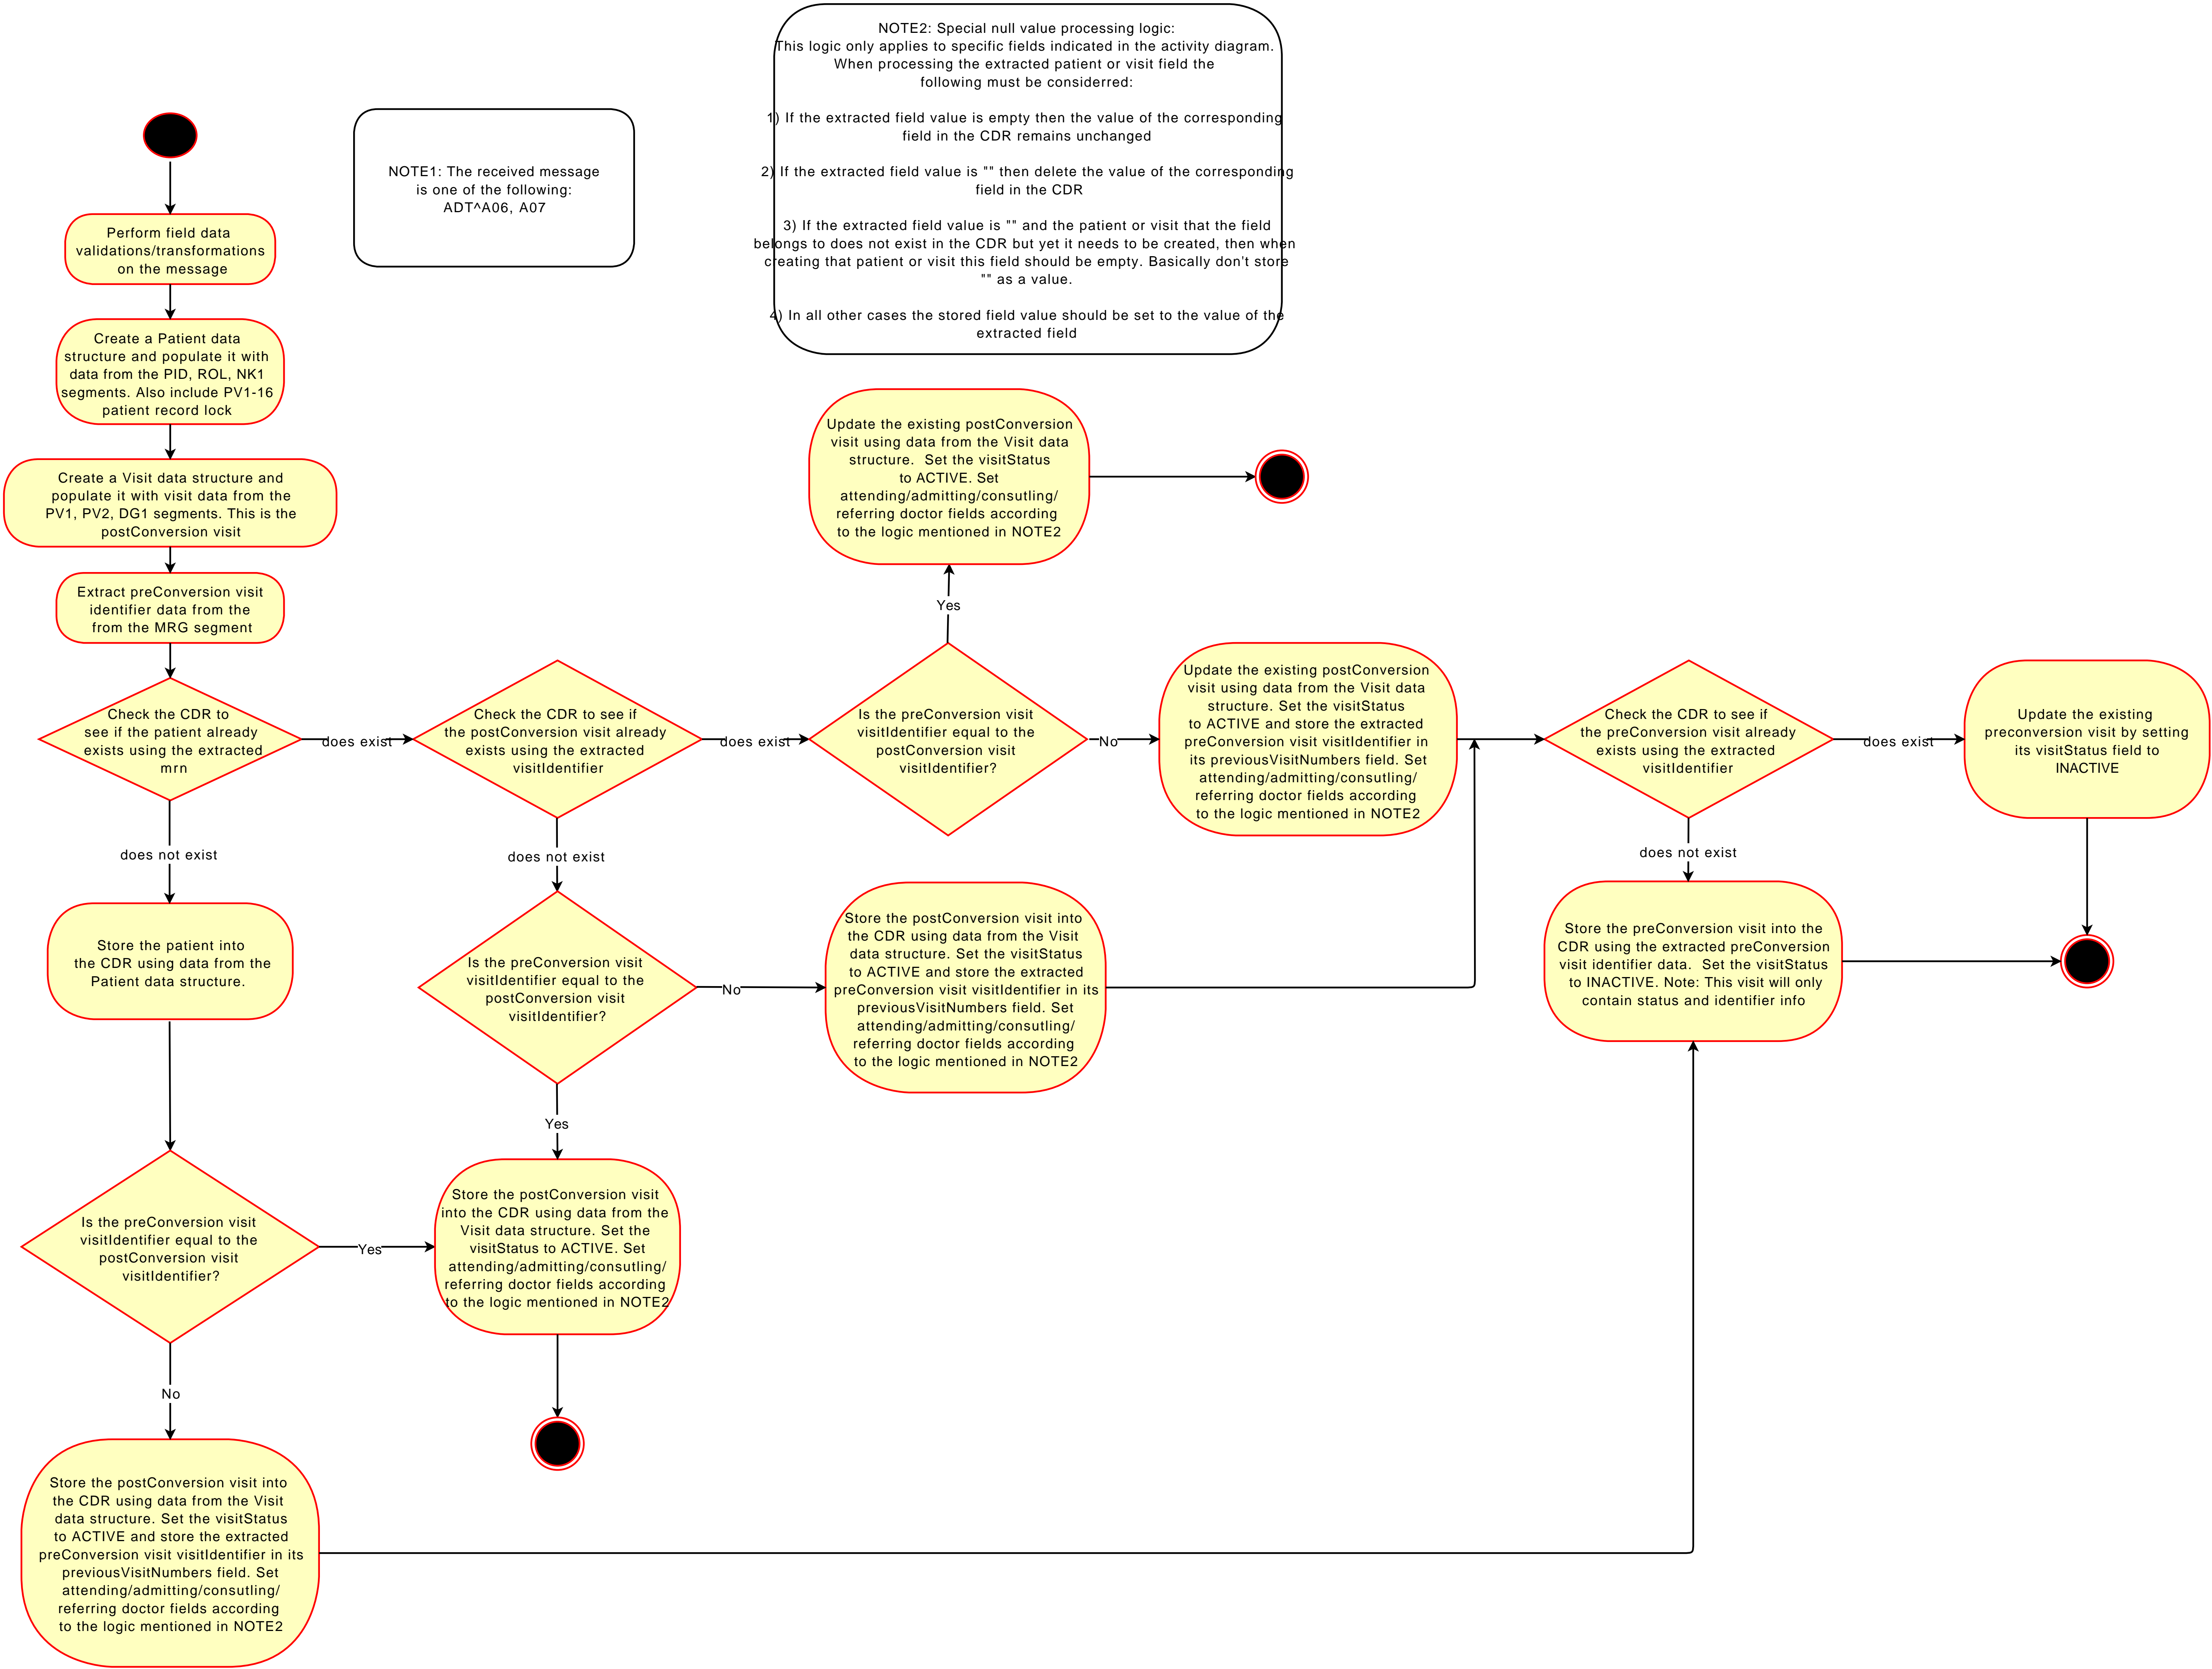 NOTE2: Special null value processing logic:
This logic only applies to specific fields indicated in the activity diagram.
When processing the extracted patient or visit field the
following must be considerred:
1) If the extracted field value is empty then the value of the corresponding
field in the CDR remains unchanged
2) If the extracted field value is "" then delete the value of the corresponding
field in the CDR
3) If the extracted field value is "" and the patient or visit that the field
belongs to does not exist in the CDR but yet it needs to be created, then when
creating that patient or visit this field should be empty. Basically don't store
"" as a value.
4) In all other cases the stored field value should be set to the value of the
extracted field
NOTE1: The received message
is one of the following:
ADT^A06, A07
Perform field data
validations/transformations
on the message
Create a Patient data
structure and populate it with
data from the PID, ROL, NK1
segments. Also include PV1-16
patient record lock
Create a Visit data structure and
populate it with visit data from the
PV1, PV2, DG1 segments. This is the
postConversion visit
Extract preConversion visit
identifier data from the
from the MRG segment
Check the CDR to
see if the patient already
exists using the extracted
mrn
does exist
Check the CDR to see if
the postConversion visit already
exists using the extracted
visitIdentifier
does exist
Is the preConversion visit
visitIdentifier equal to the
postConversion visit
visitIdentifier?
Yes
Update the existing postConversion
visit using data from the Visit data
structure.  Set the visitStatus
to ACTIVE. Set
attending/admitting/consutling/
referring doctor fields according
to the logic mentioned in NOTE2
No
Update the existing postConversion
visit using data from the Visit data
structure. Set the visitStatus
to ACTIVE and store the extracted
preConversion visit visitIdentifier in
its previousVisitNumbers field. Set
attending/admitting/consutling/
referring doctor fields according
to the logic mentioned in NOTE2
Check the CDR to see if
the preConversion visit already
exists using the extracted
visitIdentifier
does exist
Update the existing
preconversion visit by setting
its visitStatus field to
INACTIVE
does not exist
does not exist
does not exist
Store the patient into
the CDR using data from the
Patient data structure.
Is the preConversion visit
visitIdentifier equal to the
postConversion visit
visitIdentifier?
No
Store the postConversion visit into
the CDR using data from the Visit
data structure. Set the visitStatus
to ACTIVE and store the extracted
preConversion visit visitIdentifier in its
previousVisitNumbers field. Set
attending/admitting/consutling/
referring doctor fields according
to the logic mentioned in NOTE2
Store the preConversion visit into the
CDR using the extracted preConversion
visit identifier data.  Set the visitStatus
to INACTIVE. Note: This visit will only
contain status and identifier info
Yes
Is the preConversion visit
visitIdentifier equal to the
postConversion visit
visitIdentifier?
Yes
Store the postConversion visit
into the CDR using data from the
Visit data structure. Set the
visitStatus to ACTIVE. Set
attending/admitting/consutling/
referring doctor fields according
to the logic mentioned in NOTE2
No
Store the postConversion visit into
the CDR using data from the Visit
data structure. Set the visitStatus
to ACTIVE and store the extracted
preConversion visit visitIdentifier in its
previousVisitNumbers field. Set
attending/admitting/consutling/
referring doctor fields according
to the logic mentioned in NOTE2